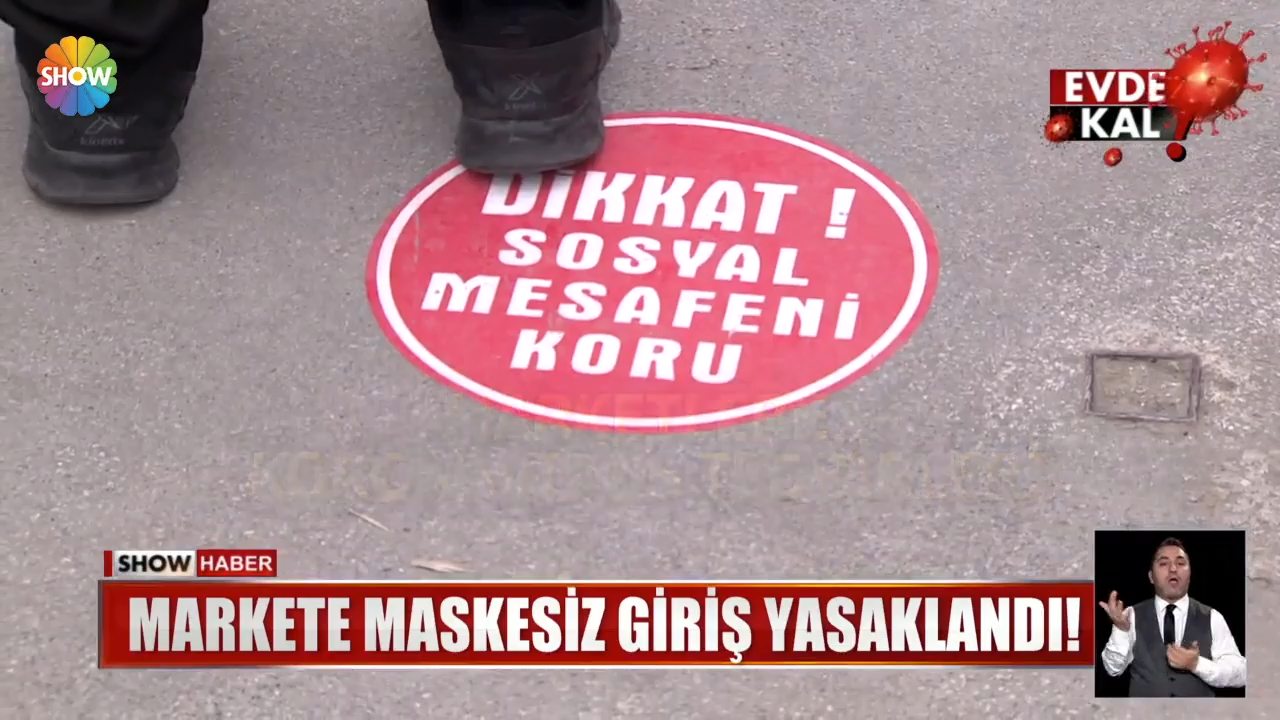 SHOW
EVDE
KAL!
DİKKAT !
SOSYAL
MESAFENİ
KORU
SHOW HABER
MARKETE MASKESİZ GİRİŞ YASAKLANDI!